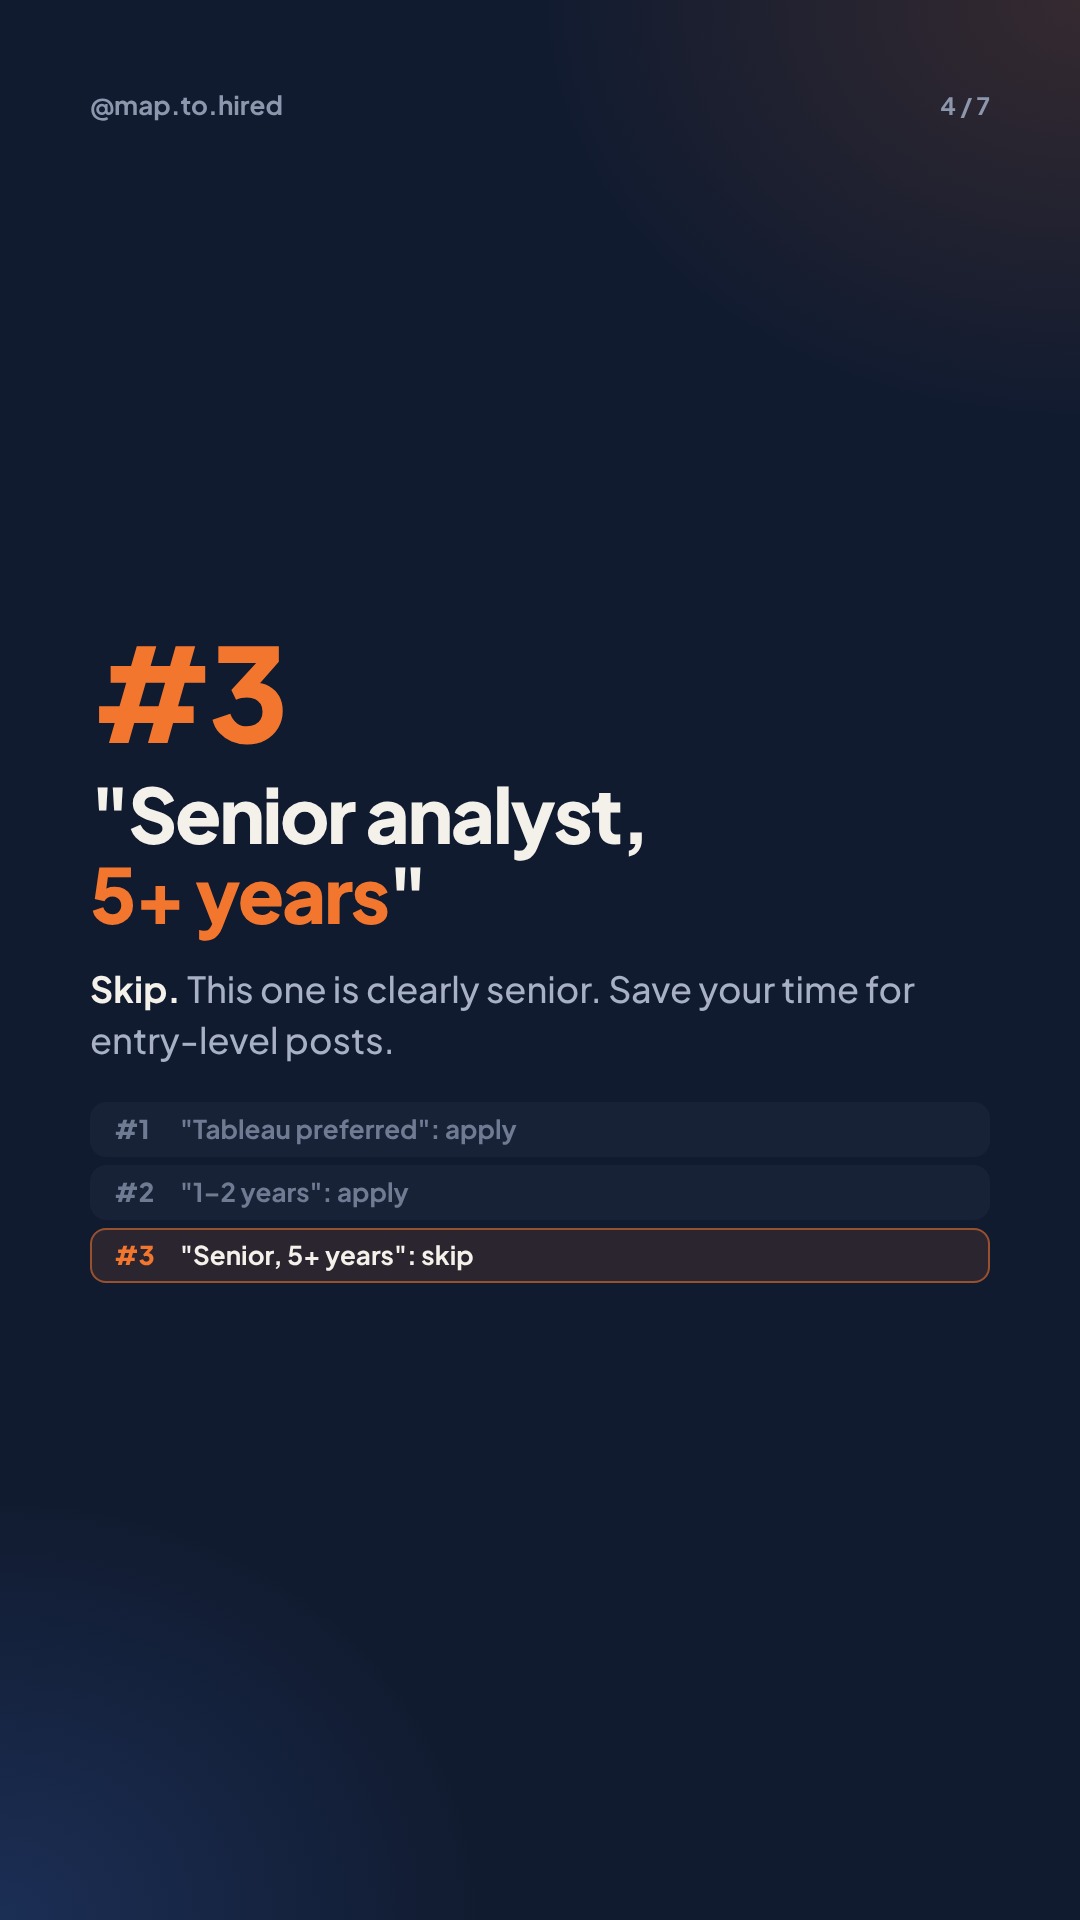 @map.to.hired
4 / 7
#3
"Senior analyst,
5+ years"
Skip. This one is clearly senior. Save your time for
entry-level posts.
#1 "Tableau preferred": apply
#2 "1–2 years": apply
#3 "Senior, 5+ years": skip